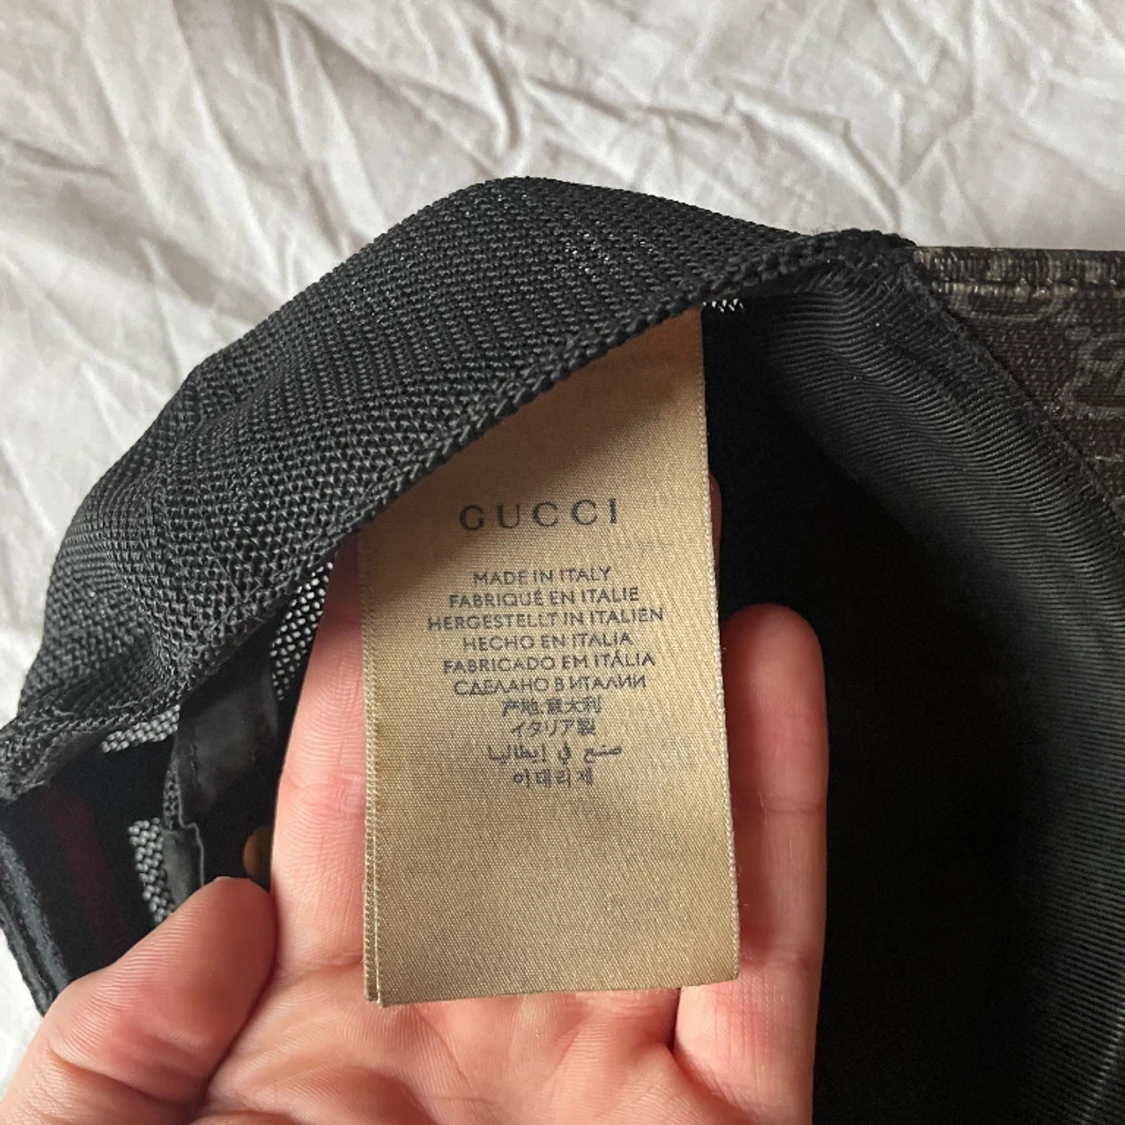 GUCCI
MADE IN ITALY
FABRIQUÉ EN ITALIE
HERGESTELLT IN ITALIEN
HECHO EN ITALIA
FABRICADO EM ITÁLIA
СДЕЛАНО В ИТАЛИИ
产地:意大利
イタリア製
صنع في إيطاليا
이태리제